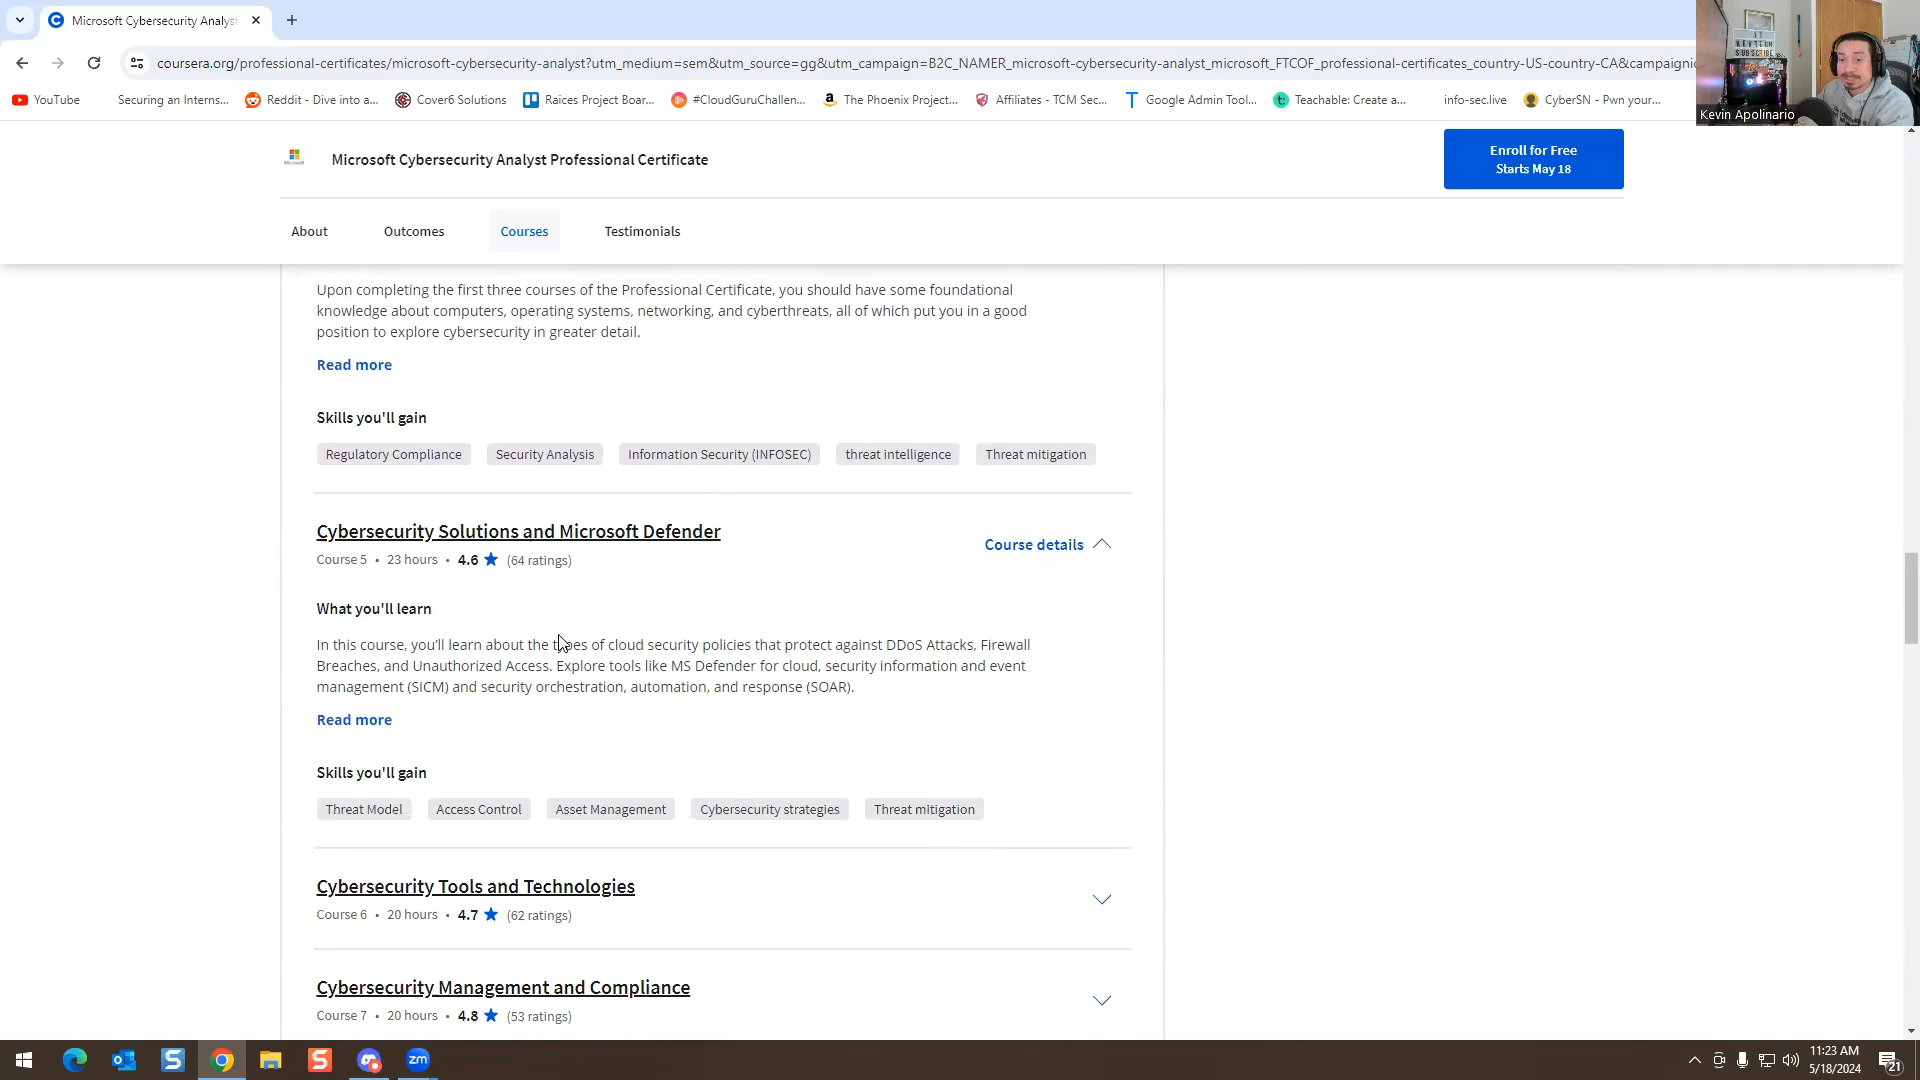 Microsoft Cybersecurity Analyst
coursera.org/professional-certificates/microsoft-cybersecurity-analyst?utm_medium=sem&utm_source=gg&utm_campaign=B2C_NAMER_microsoft-cybersecurity-analyst_microsoft_FTCOF_professional-certificates_country-US-country-CA&campaignid
YouTube
Securing an Interns...
Reddit - Dive into a...
Cover6 Solutions
Raices Project Boar...
#CloudGuruChallen...
The Phoenix Project...
Affiliates - TCM Sec...
Google Admin Tool...
Teachable: Create a...
info-sec.live
CyberSN - Pwn your...
IT
KEVTECH
SUBSCRIBE
Kevin Apolinario
Microsoft
Microsoft Cybersecurity Analyst Professional Certificate
Enroll for Free
Starts May 18
About
Outcomes
Courses
Testimonials
Upon completing the first three courses of the Professional Certificate, you should have some foundational
knowledge about computers, operating systems, networking, and cyberthreats, all of which put you in a good
position to explore cybersecurity in greater detail.
Read more
Skills you'll gain
Regulatory Compliance
Security Analysis
Information Security (INFOSEC)
threat intelligence
Threat mitigation
Cybersecurity Solutions and Microsoft Defender
Course details
Course 5 • 23 hours • 4.6 ★ (64 ratings)
What you'll learn
In this course, you'll learn about the types of cloud security policies that protect against DDoS Attacks, Firewall
Breaches, and Unauthorized Access. Explore tools like MS Defender for cloud, security information and event
management (SICM) and security orchestration, automation, and response (SOAR).
Read more
Skills you'll gain
Threat Model
Access Control
Asset Management
Cybersecurity strategies
Threat mitigation
Cybersecurity Tools and Technologies
Course 6 • 20 hours • 4.7 ★ (62 ratings)
Cybersecurity Management and Compliance
Course 7 • 20 hours • 4.8 ★ (53 ratings)
zm
11:23 AM
5/18/2024
21